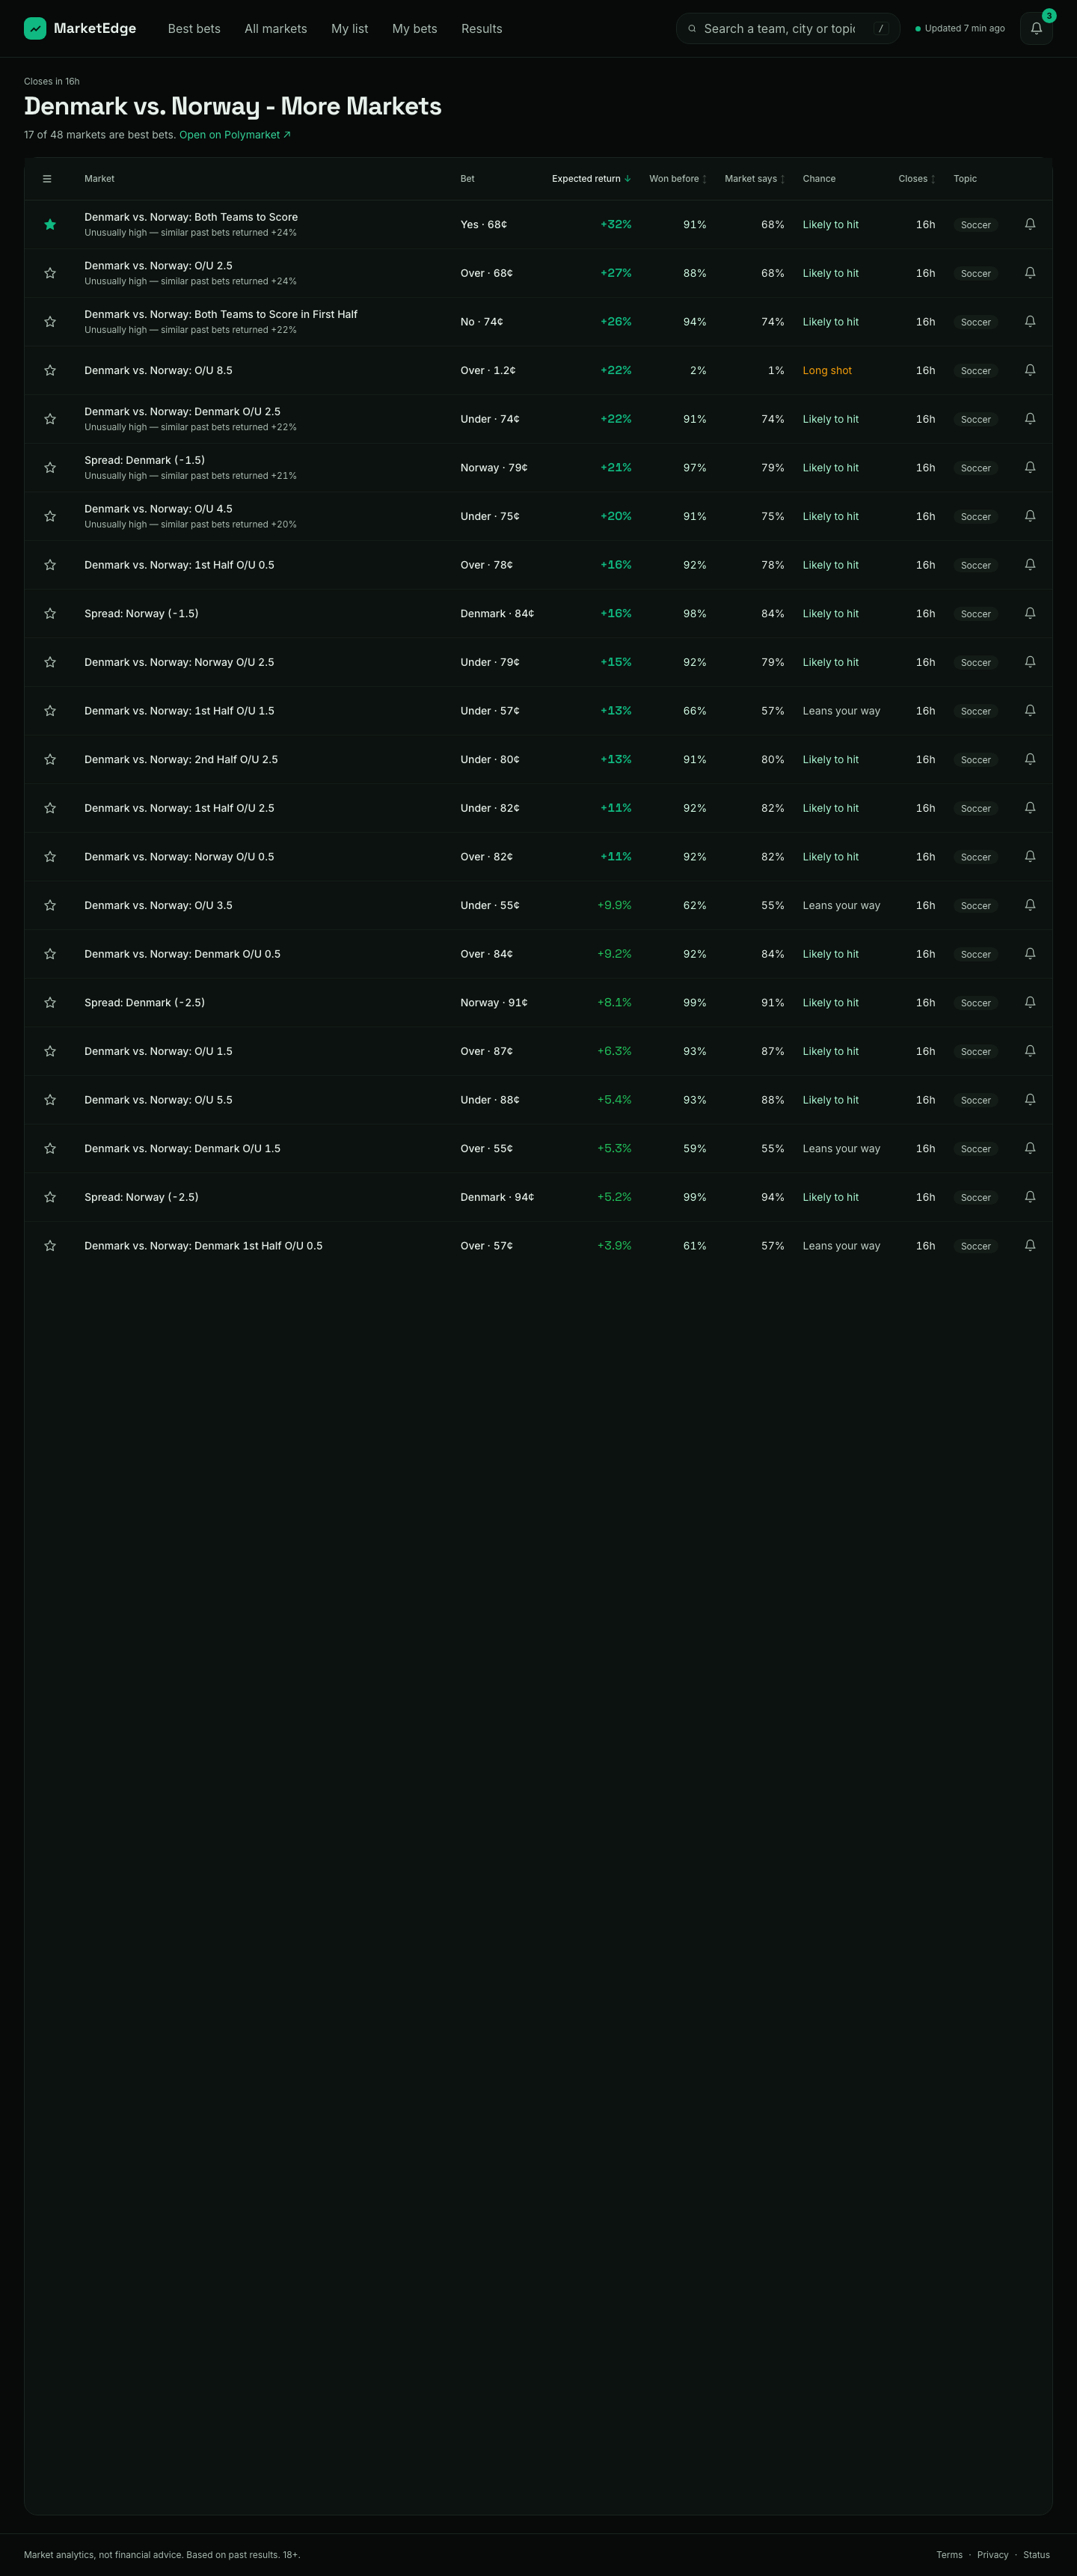 MarketEdge Best bets All markets My list My bets Results Search a team, city or topic / Updated 7 min ago 3
Closes in 16h
Denmark vs. Norway - More Markets
17 of 48 markets are best bets. Open on Polymarket ↗
Market Bet Expected return ↓ Won before Market says Chance Closes Topic
Denmark vs. Norway: Both Teams to Score Yes · 68¢ +32% 91% 68% Likely to hit 16h Soccer
Unusually high — similar past bets returned +24%
Denmark vs. Norway: O/U 2.5 Over · 68¢ +27% 88% 68% Likely to hit 16h Soccer
Unusually high — similar past bets returned +24%
Denmark vs. Norway: Both Teams to Score in First Half No · 74¢ +26% 94% 74% Likely to hit 16h Soccer
Unusually high — similar past bets returned +22%
Denmark vs. Norway: O/U 8.5 Over · 1.2¢ +22% 2% 1% Long shot 16h Soccer
Denmark vs. Norway: Denmark O/U 2.5 Under · 74¢ +22% 91% 74% Likely to hit 16h Soccer
Unusually high — similar past bets returned +22%
Spread: Denmark (-1.5) Norway · 79¢ +21% 97% 79% Likely to hit 16h Soccer
Unusually high — similar past bets returned +21%
Denmark vs. Norway: O/U 4.5 Under · 75¢ +20% 91% 75% Likely to hit 16h Soccer
Unusually high — similar past bets returned +20%
Denmark vs. Norway: 1st Half O/U 0.5 Over · 78¢ +16% 92% 78% Likely to hit 16h Soccer
Spread: Norway (-1.5) Denmark · 84¢ +16% 98% 84% Likely to hit 16h Soccer
Denmark vs. Norway: Norway O/U 2.5 Under · 79¢ +15% 92% 79% Likely to hit 16h Soccer
Denmark vs. Norway: 1st Half O/U 1.5 Under · 57¢ +13% 66% 57% Leans your way 16h Soccer
Denmark vs. Norway: 2nd Half O/U 2.5 Under · 80¢ +13% 91% 80% Likely to hit 16h Soccer
Denmark vs. Norway: 1st Half O/U 2.5 Under · 82¢ +11% 92% 82% Likely to hit 16h Soccer
Denmark vs. Norway: Norway O/U 0.5 Over · 82¢ +11% 92% 82% Likely to hit 16h Soccer
Denmark vs. Norway: O/U 3.5 Under · 55¢ +9.9% 62% 55% Leans your way 16h Soccer
Denmark vs. Norway: Denmark O/U 0.5 Over · 84¢ +9.2% 92% 84% Likely to hit 16h Soccer
Spread: Denmark (-2.5) Norway · 91¢ +8.1% 99% 91% Likely to hit 16h Soccer
Denmark vs. Norway: O/U 1.5 Over · 87¢ +6.3% 93% 87% Likely to hit 16h Soccer
Denmark vs. Norway: O/U 5.5 Under · 88¢ +5.4% 93% 88% Likely to hit 16h Soccer
Denmark vs. Norway: Denmark O/U 1.5 Over · 55¢ +5.3% 59% 55% Leans your way 16h Soccer
Spread: Norway (-2.5) Denmark · 94¢ +5.2% 99% 94% Likely to hit 16h Soccer
Denmark vs. Norway: Denmark 1st Half O/U 0.5 Over · 57¢ +3.9% 61% 57% Leans your way 16h Soccer
Market analytics, not financial advice. Based on past results. 18+. Terms · Privacy · Status